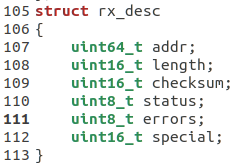 105 struct rx_desc
106 {
107     uint64_t addr;
108     uint16_t length;
109     uint16_t checksum;
110     uint8_t status;
111     uint8_t errors;
112     uint16_t special;
113 }